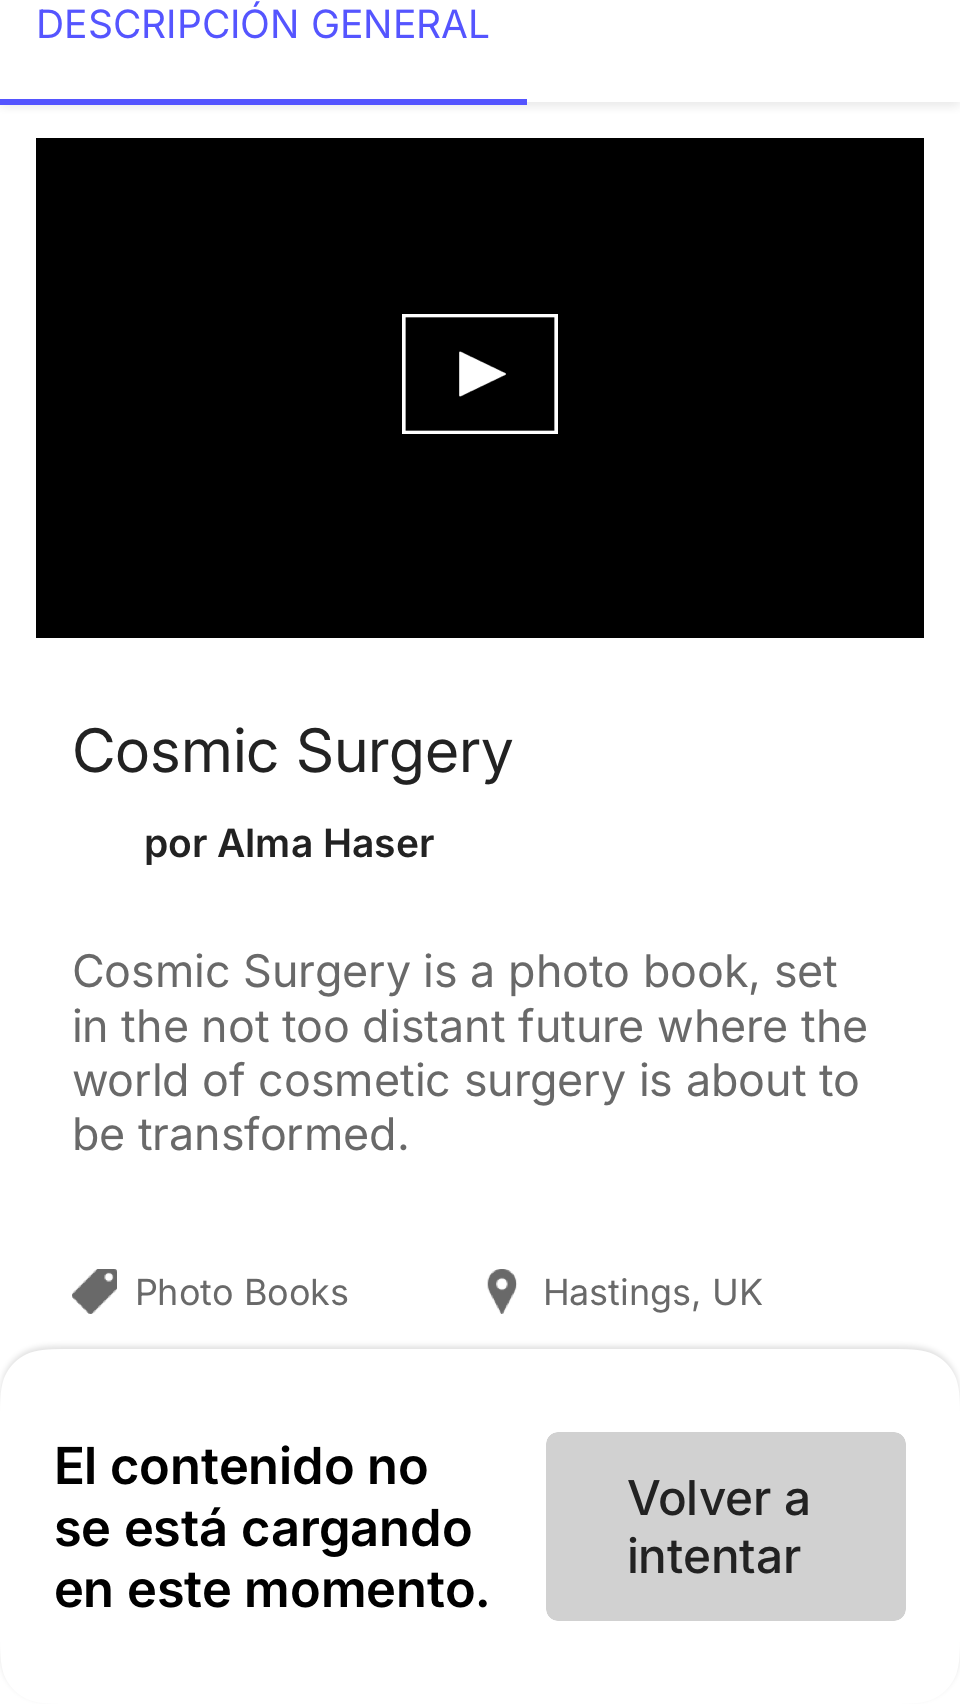 DESCRIPCIÓN GENERAL
Cosmic Surgery
por Alma Haser
Cosmic Surgery is a photo book, set
in the not too distant future where the
world of cosmetic surgery is about to
be transformed.
Photo Books
Hastings, UK
El contenido no
se está cargando
en este momento.
Volver a
intentar